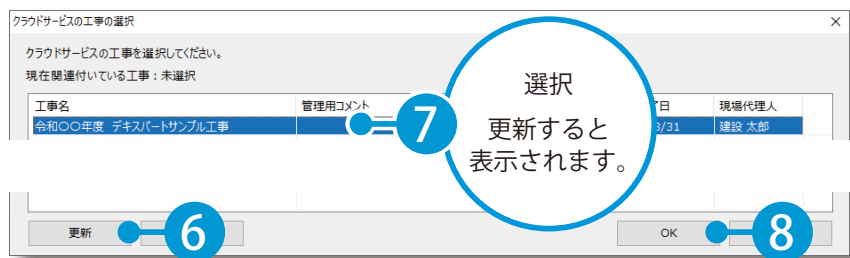 クラウドサービスの工事の選択
クラウドサービスの工事を選択してください。
現在関連付いている工事：未選択
工事名 管理用コメント 了日 現場代理人
令和〇〇年度 デキスパートサンプル工事 3/31 建設 太郎
7
選択
更新すると
表示されます。
更新 6 OK 8